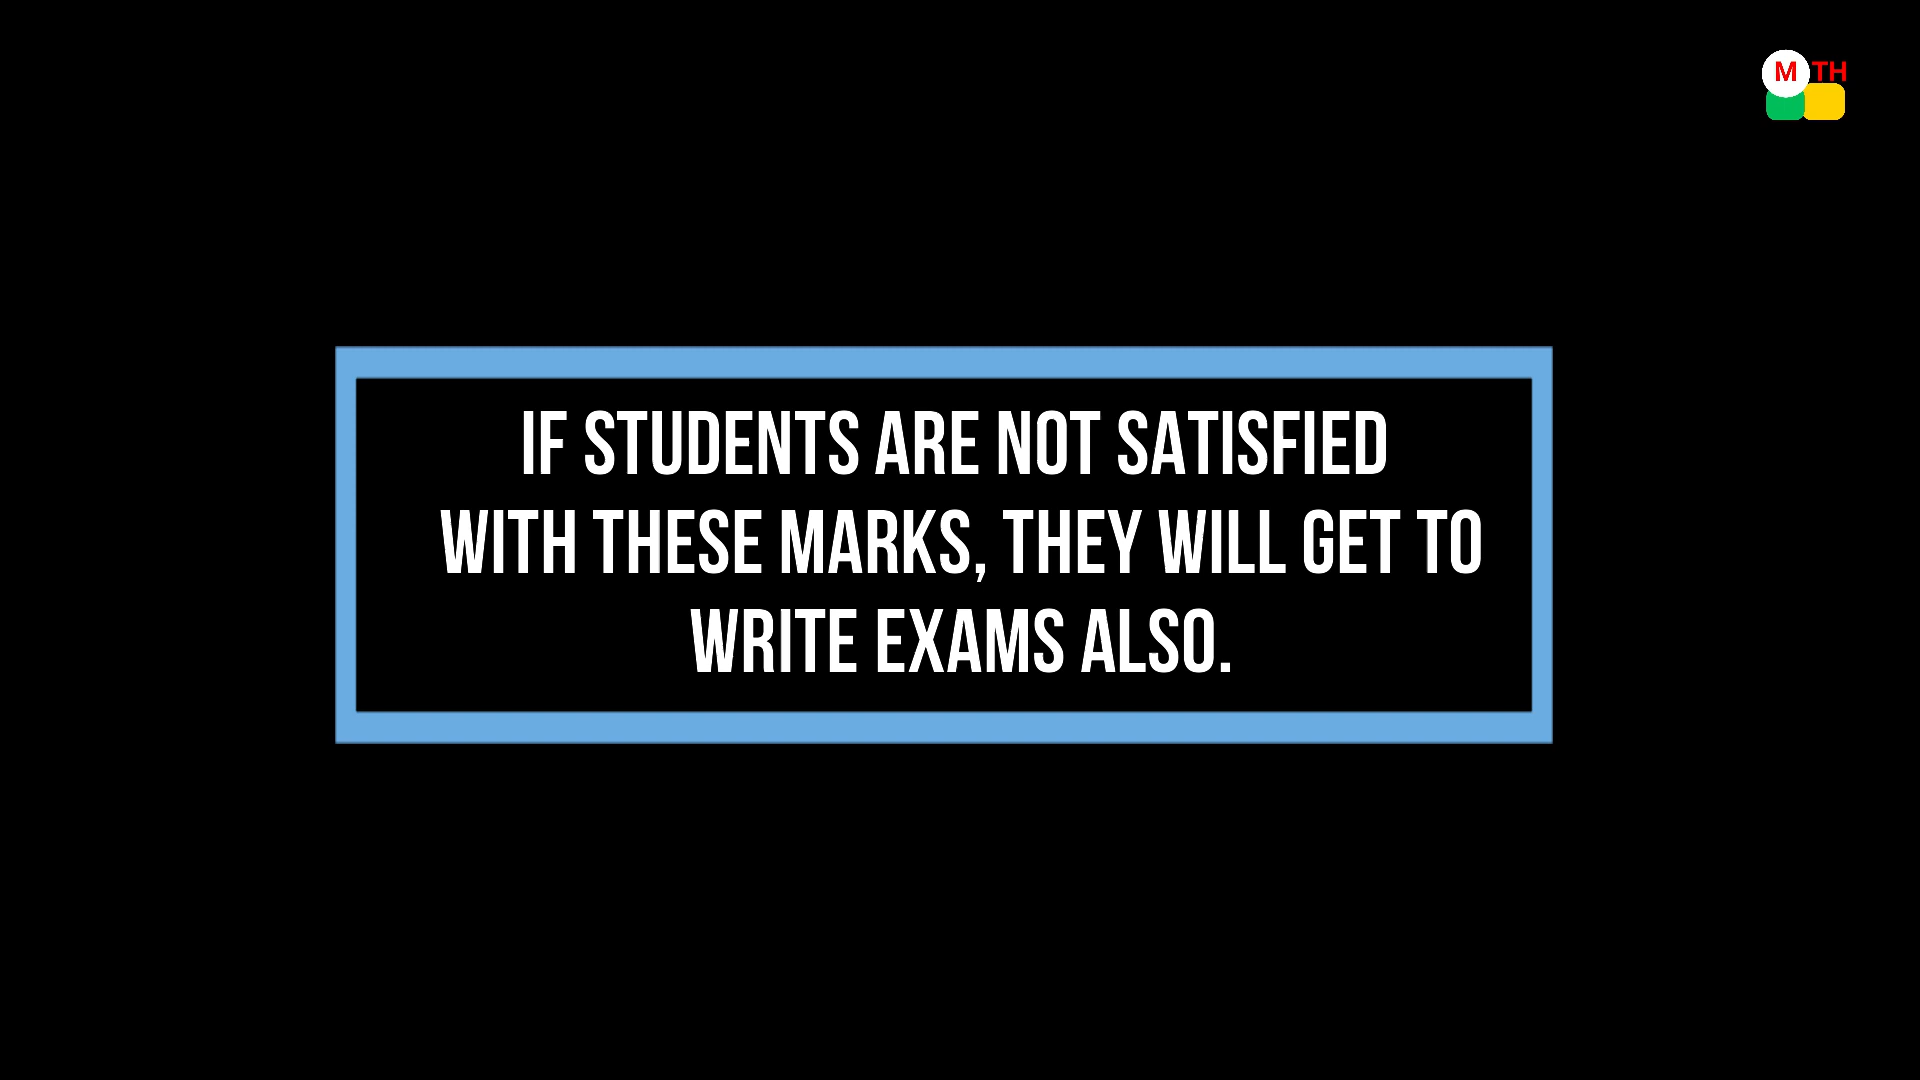 M TH
IF STUDENTS ARE NOT SATISFIED
WITH THESE MARKS, THEY WILL GET TO
WRITE EXAMS ALSO.